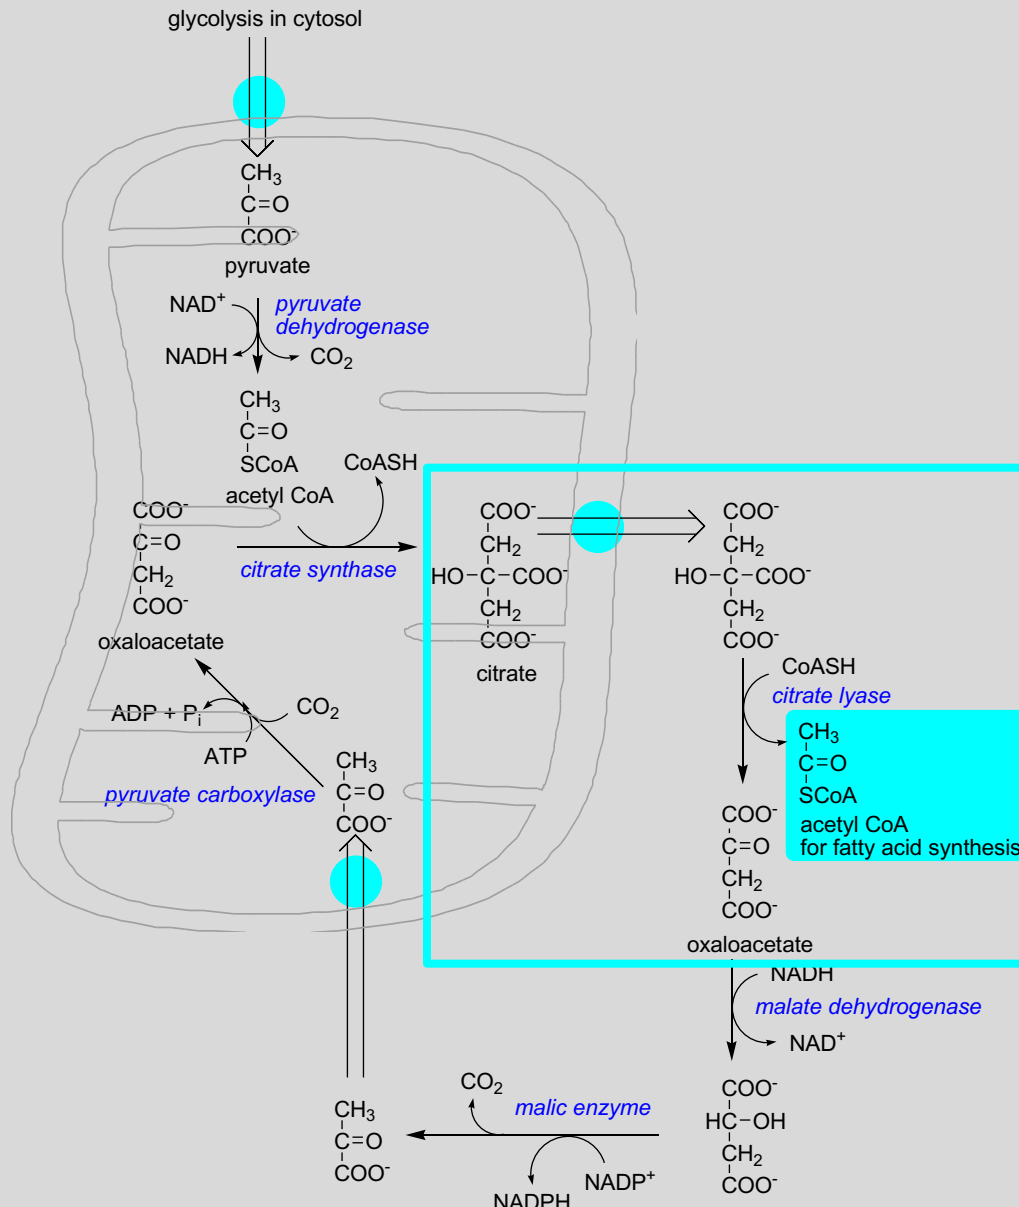 glycolysis in cytosol
CH₃
C=O
COO⁻
pyruvate
NAD⁺
pyruvate
dehydrogenase
NADH
CO₂
CH₃
C=O
SCoA
acetyl CoA
CoASH
COO⁻
C=O
CH₂
COO⁻
oxaloacetate
citrate synthase
COO⁻
CH₂
HO–C–COO⁻
CH₂
COO⁻
citrate
COO⁻
CH₂
HO–C–COO⁻
CH₂
COO⁻
CoASH
citrate lyase
CH₃
C=O
SCoA
acetyl CoA
for fatty acid synthesis
ADP + Pᵢ
CO₂
ATP
pyruvate carboxylase
CH₃
C=O
COO⁻
COO⁻
C=O
CH₂
COO⁻
oxaloacetate
NADH
malate dehydrogenase
NAD⁺
COO⁻
HC–OH
CH₂
COO⁻
CO₂
malic enzyme
NADP⁺
NADPH
CH₃
C=O
COO⁻